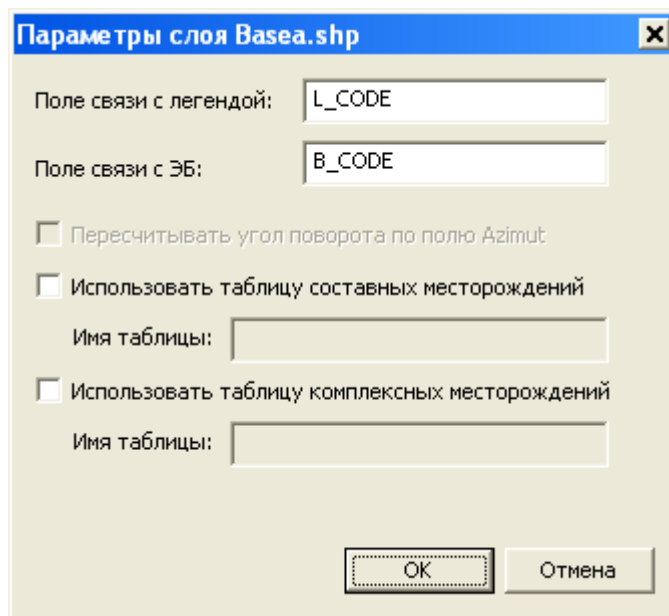 Параметры слоя Basea.shp
Поле связи с легендой: L_CODE
Поле связи с ЭБ: B_CODE
Пересчитывать угол поворота по полю Azimut
Использовать таблицу составных месторождений
Имя таблицы:
Использовать таблицу комплексных месторождений
Имя таблицы:
ОК Отмена